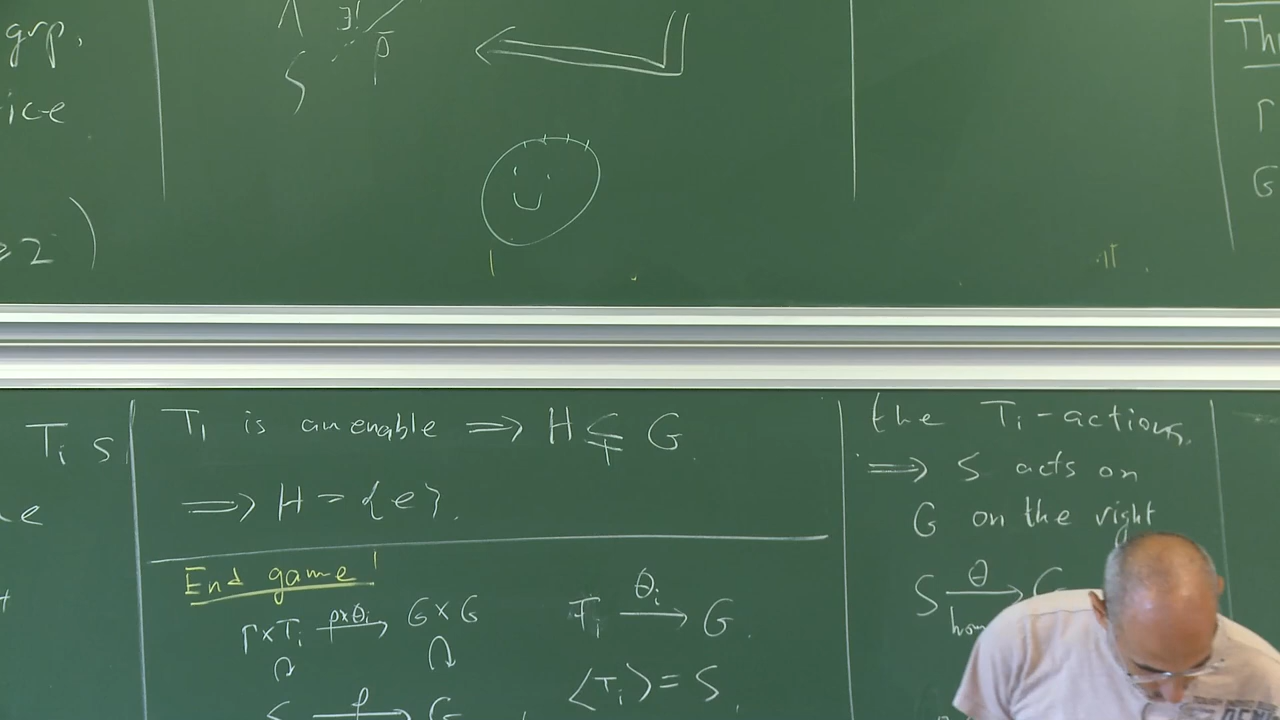 grp.
ice
≥ 2 )
Λ ∃! ρ̄
S
Th
Γ
G
T_i s
T_1 is amenable ⟹ H ⊊ G
⟹ H = {e}.
End game!
Γ×T_i —ρ×θ_i→ G×G
T_i —θ_i→ G.
S —φ→ G
⟨T_i⟩ = S.
the T_i-actions.
⟹ S acts on
G on the right
S —θ→ G
hom